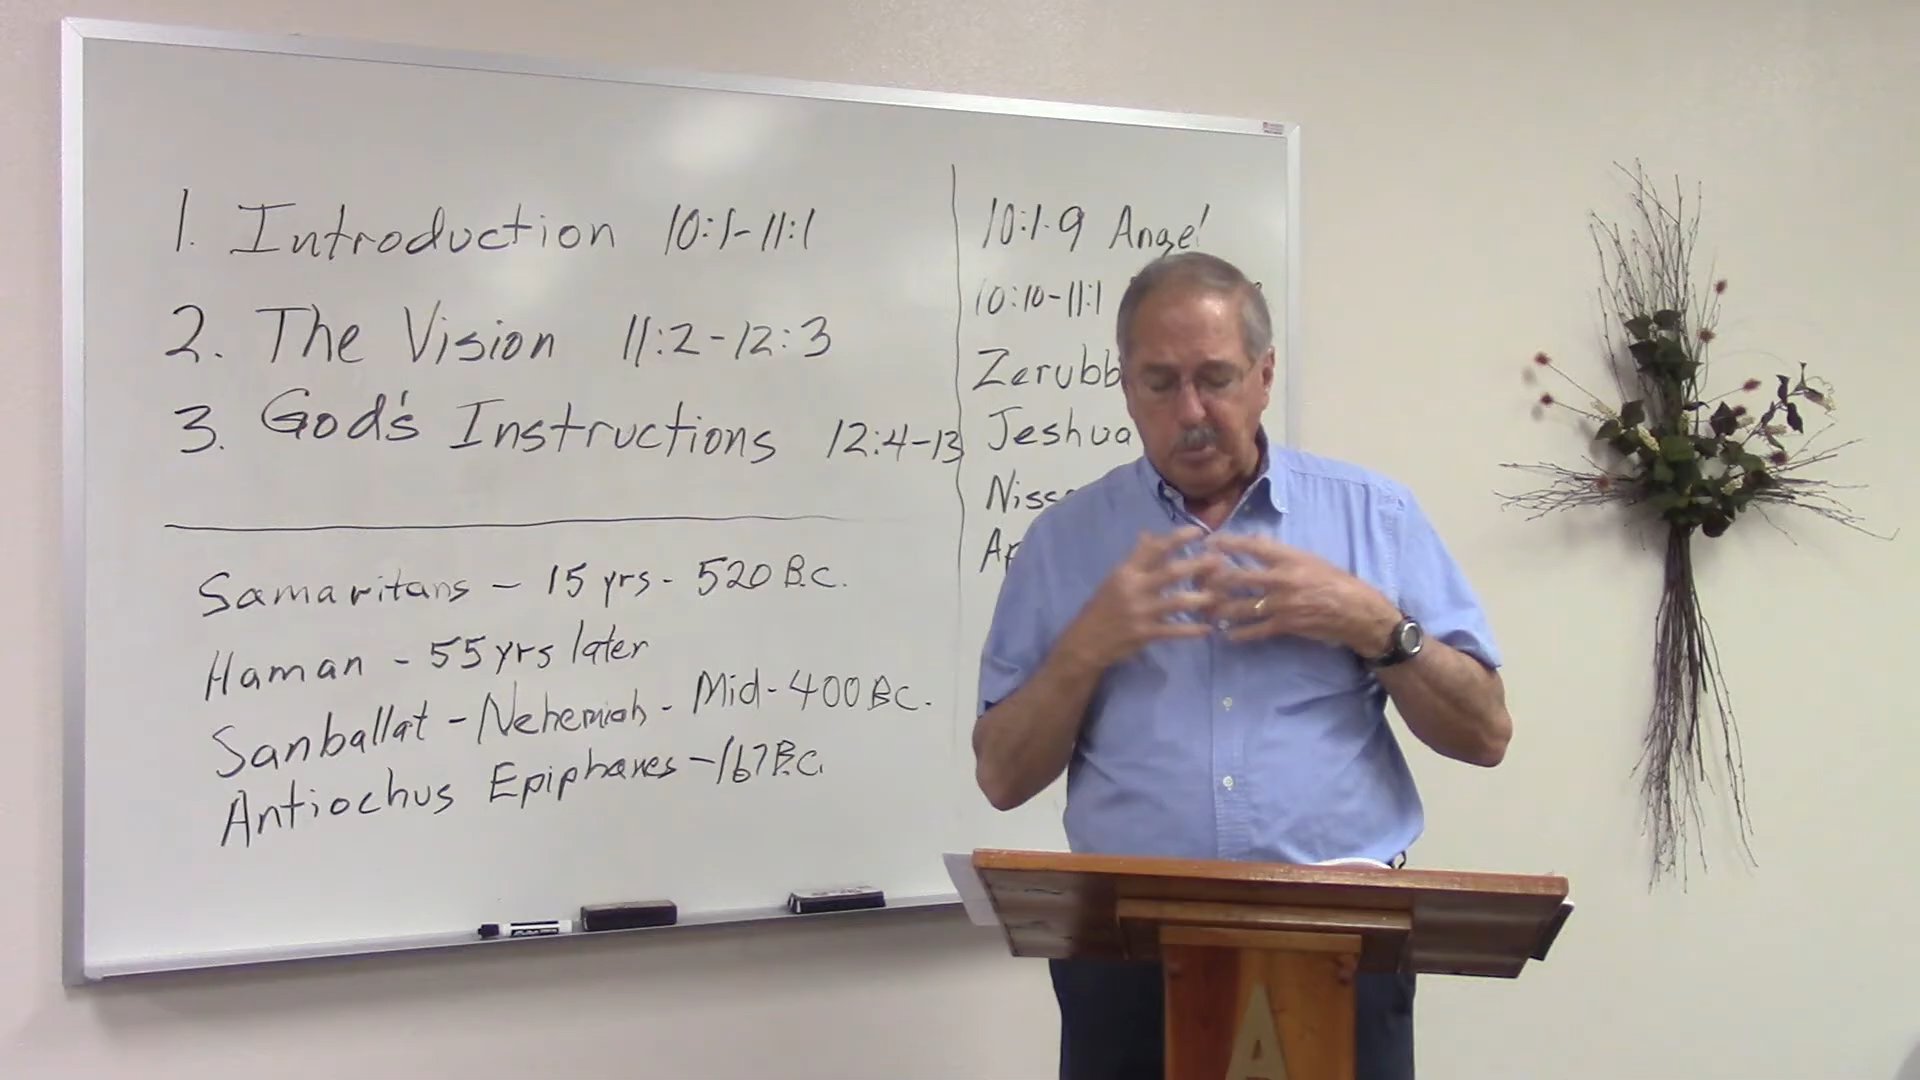 1. Introduction 10:1-11:1
2. The Vision 11:2-12:3
3. God's Instructions 12:4-13
Samaritans - 15 yrs - 520 B.C.
Haman - 55 yrs later
Sanballat - Nehemiah - Mid-400 B.C.
Antiochus Epiphanes - 167 B.C.
10:1-9 Angel
10:10-11:1
Zerubb
Jeshua
Niss
A